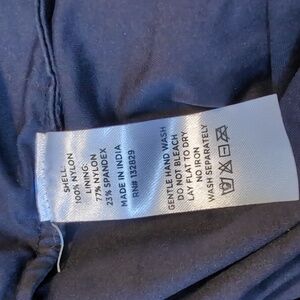 SHELL:
100% NYLON
LINING:
77% NYLON
23% SPANDEX
MADE IN INDIA
RN# 132829
GENTLE HAND WASH
DO NOT BLEACH
LAY FLAT TO DRY
NO IRON
WASH SEPARATELY